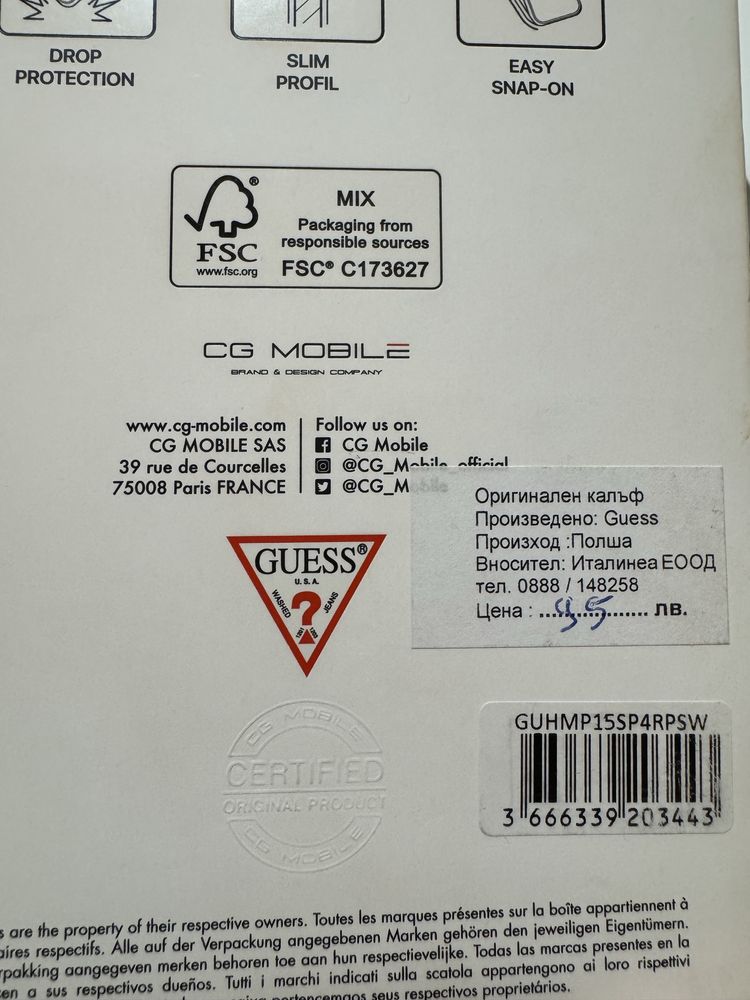 DROP
PROTECTION
SLIM
PROFIL
EASY
SNAP-ON
FSC®
www.fsc.org
MIX
Packaging from
responsible sources
FSC® C173627
CG MOBILE
BRAND & DESIGN COMPANY
www.cg-mobile.com
CG MOBILE SAS
39 rue de Courcelles
75008 Paris FRANCE
Follow us on:
CG Mobile
@CG_Mobile_official
@CG_Mobile
GUESS®
U.S.A.
WASHED
JEANS
?
Оригинален калъф
Произведено: Guess
Произход :Полша
Вносител: Италинеа ЕООД
тел. 0888 / 148258
Цена : ............ лв.
CG MOBILE
CERTIFIED
ORIGINAL PRODUCT
CG MOBILE
GUHMP15SP4RPSW
3 666339 203443
are the property of their respective owners. Toutes les marques présentes sur la boîte appartiennent à
respectifs. Alle auf der Verpackung angegebenen Marken gehören den jeweiligen Eigentümern.
aangegeven merken behoren toe aan hun respectievelijke. Todas las marcas presentes en la
a sus respectivos dueños. Tutti i marchi indicati sulla scatola appartengono ai loro rispettivi
pertencemaos seus respectivos proprietários.